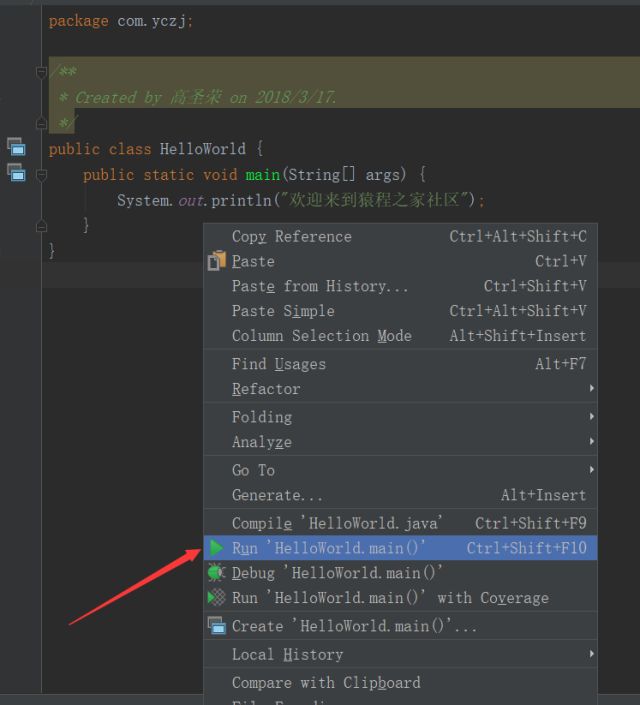 package com.yczj;
/**
* Created by 高圣荣 on 2018/3/17.
*/
public class HelloWorld {
public static void main(String[] args) {
System.out.println("欢迎来到猿程之家社区");
}
}
Copy Reference Ctrl+Alt+Shift+C
Paste Ctrl+V
Paste from History... Ctrl+Shift+V
Paste Simple Ctrl+Alt+Shift+V
Column Selection Mode Alt+Shift+Insert
Find Usages Alt+F7
Refactor
Folding
Analyze
Go To
Generate... Alt+Insert
Compile 'HelloWorld.java' Ctrl+Shift+F9
Run 'HelloWorld.main()' Ctrl+Shift+F10
Debug 'HelloWorld.main()'
Run 'HelloWorld.main()' with Coverage
Create 'HelloWorld.main()'...
Local History
Compare with Clipboard